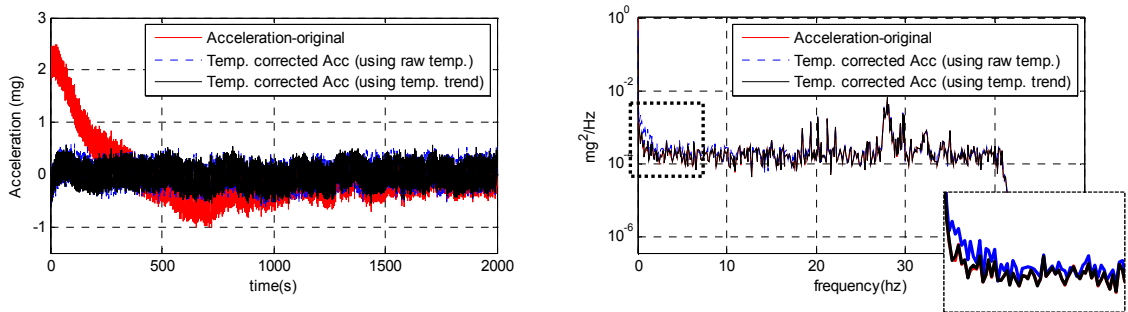 3
2
1
0
-1
Acceleration (mg)
0
500
1000
1500
2000
time(s)
Acceleration-original
Temp. corrected Acc (using raw temp.)
Temp. corrected Acc (using temp. trend)
10^0
10^-2
10^-4
10^-6
mg^2/Hz
0
10
20
30
frequency(hz)
Acceleration-original
Temp. corrected Acc (using raw temp.)
Temp. corrected Acc (using temp. trend)